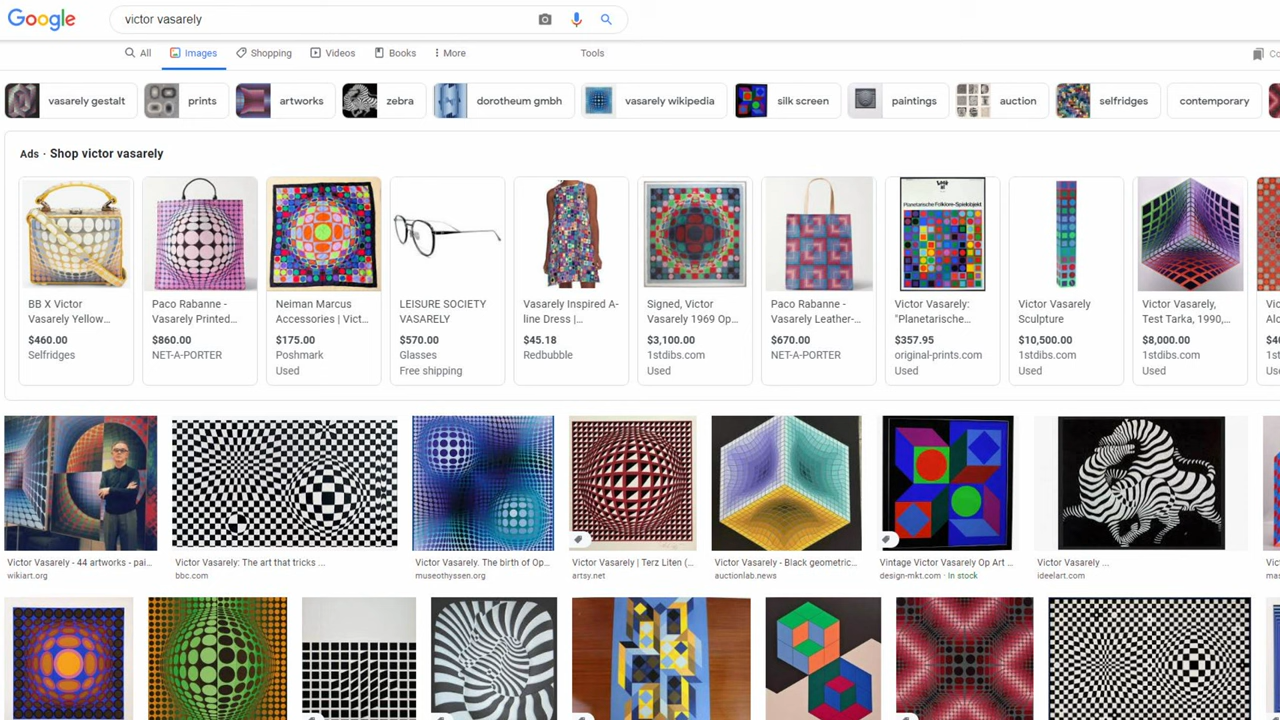 Google
victor vasarely
All Images Shopping Videos Books More Tools
vasarely gestalt prints artworks zebra dorotheum gmbh vasarely wikipedia silk screen paintings auction selfridges contemporary
Ads · Shop victor vasarely
BB X Victor
Vasarely Yellow...
$460.00
Selfridges
Paco Rabanne -
Vasarely Printed...
$860.00
NET-A-PORTER
Neiman Marcus
Accessories | Vict...
$175.00
Poshmark
Used
LEISURE SOCIETY
VASARELY
$570.00
Glasses
Free shipping
Vasarely Inspired A-
line Dress |...
$45.18
Redbubble
Signed, Victor
Vasarely 1969 Op...
$3,100.00
1stdibs.com
Used
Paco Rabanne -
Vasarely Leather-...
$670.00
NET-A-PORTER
Planetarische Folklore-Spielobjekt
Victor Vasarely:
"Planetarische...
$357.95
original-prints.com
Used
Victor Vasarely
Sculpture
$10,500.00
1stdibs.com
Used
Victor Vasarely,
Test Tarka, 1990,...
$8,000.00
1stdibs.com
Used
Victor Vasarely - 44 artworks - pai...
wikiart.org
Victor Vasarely: The art that tricks ...
bbc.com
Victor Vasarely. The birth of Op...
museothyssen.org
Victor Vasarely | Terz Liten (...
artsy.net
Victor Vasarely - Black geometric...
auctionlab.news
Vintage Victor Vasarely Op Art ...
design-mkt.com · In stock
Victor Vasarely ...
ideelart.com